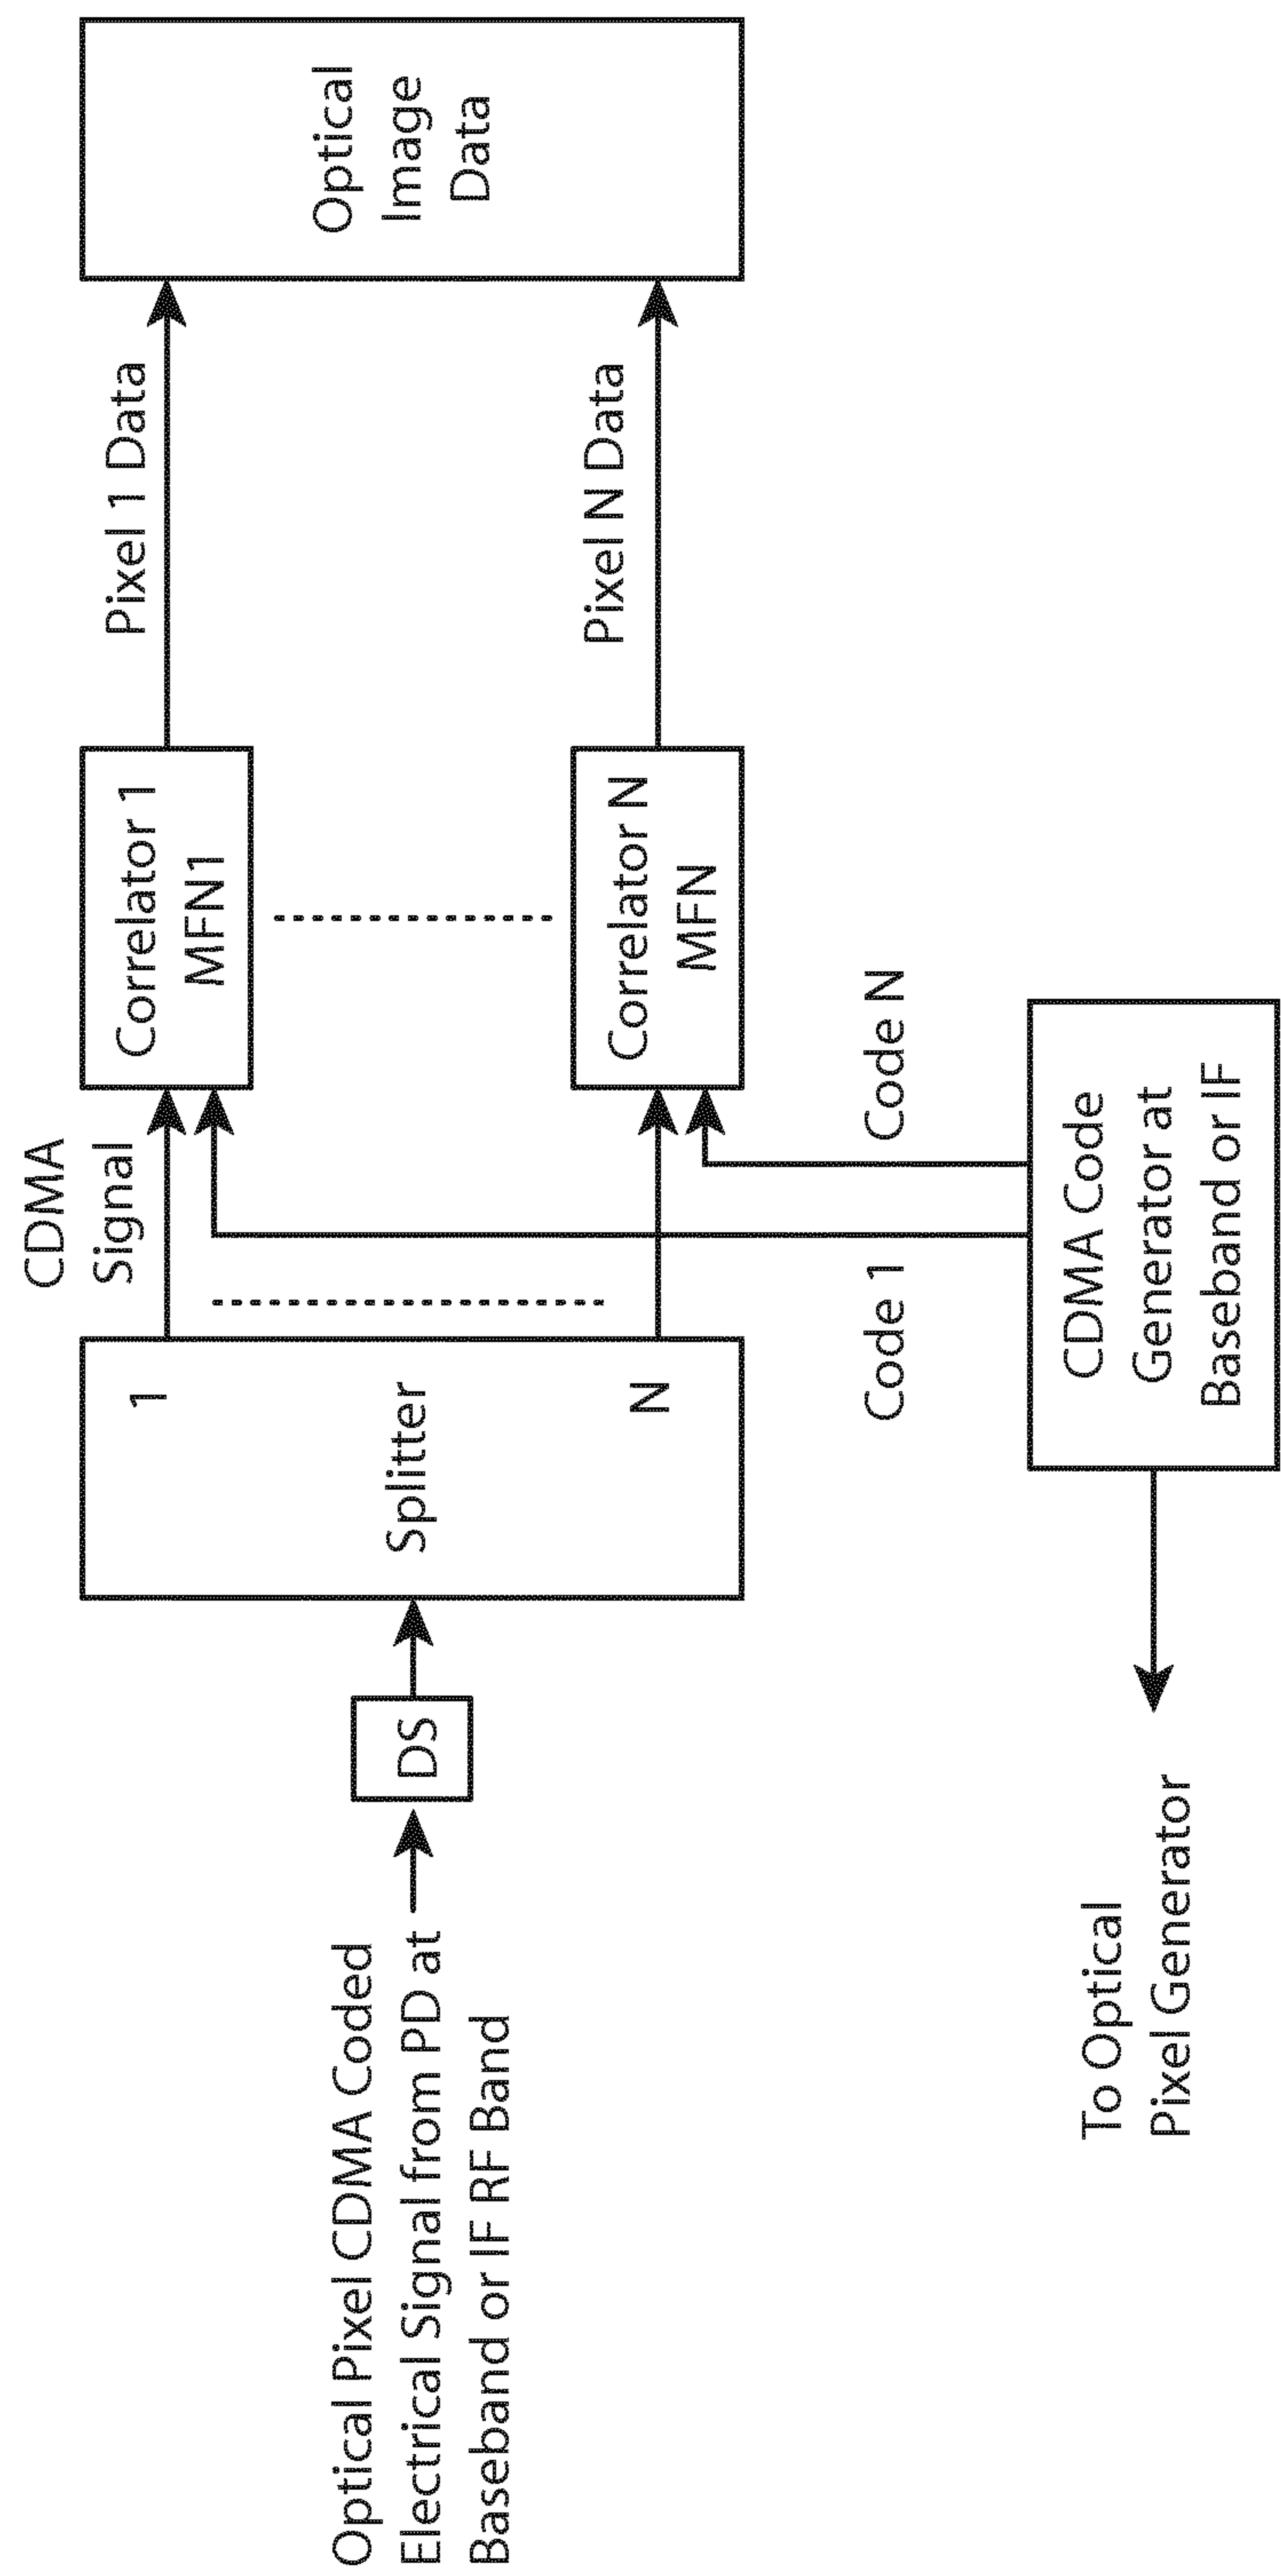 Optical Pixel CDMA Coded
Electrical Signal from PD at
Baseband or IF RF Band
DS
Splitter
1
N
CDMA
Signal
Correlator 1
MFN1
Correlator N
MFN
Pixel 1 Data
Pixel N Data
Optical
Image
Data
Code 1
Code N
CDMA Code
Generator at
Baseband or IF
To Optical
Pixel Generator